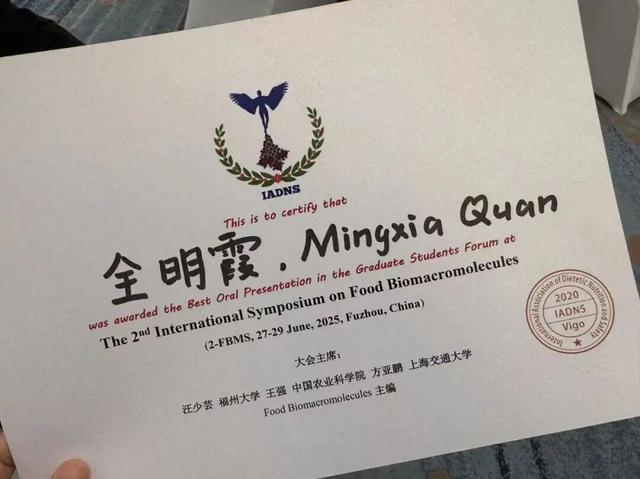 IADNS
This is to certify that
全明霞, Mingxia Quan
was awarded the Best Oral Presentation in the Graduate Students Forum at
The 2nd International Symposium on Food Biomacromolecules
(2-FBMS, 27-29 June, 2025, Fuzhou, China)
大会主席：
汪少芸 福州大学 王强 中国农业科学院 方亚鹏 上海交通大学
Food Biomacromolecules 主编
International Association of Dietetic Nutrition and Safety
2020
IADNS
Vigo